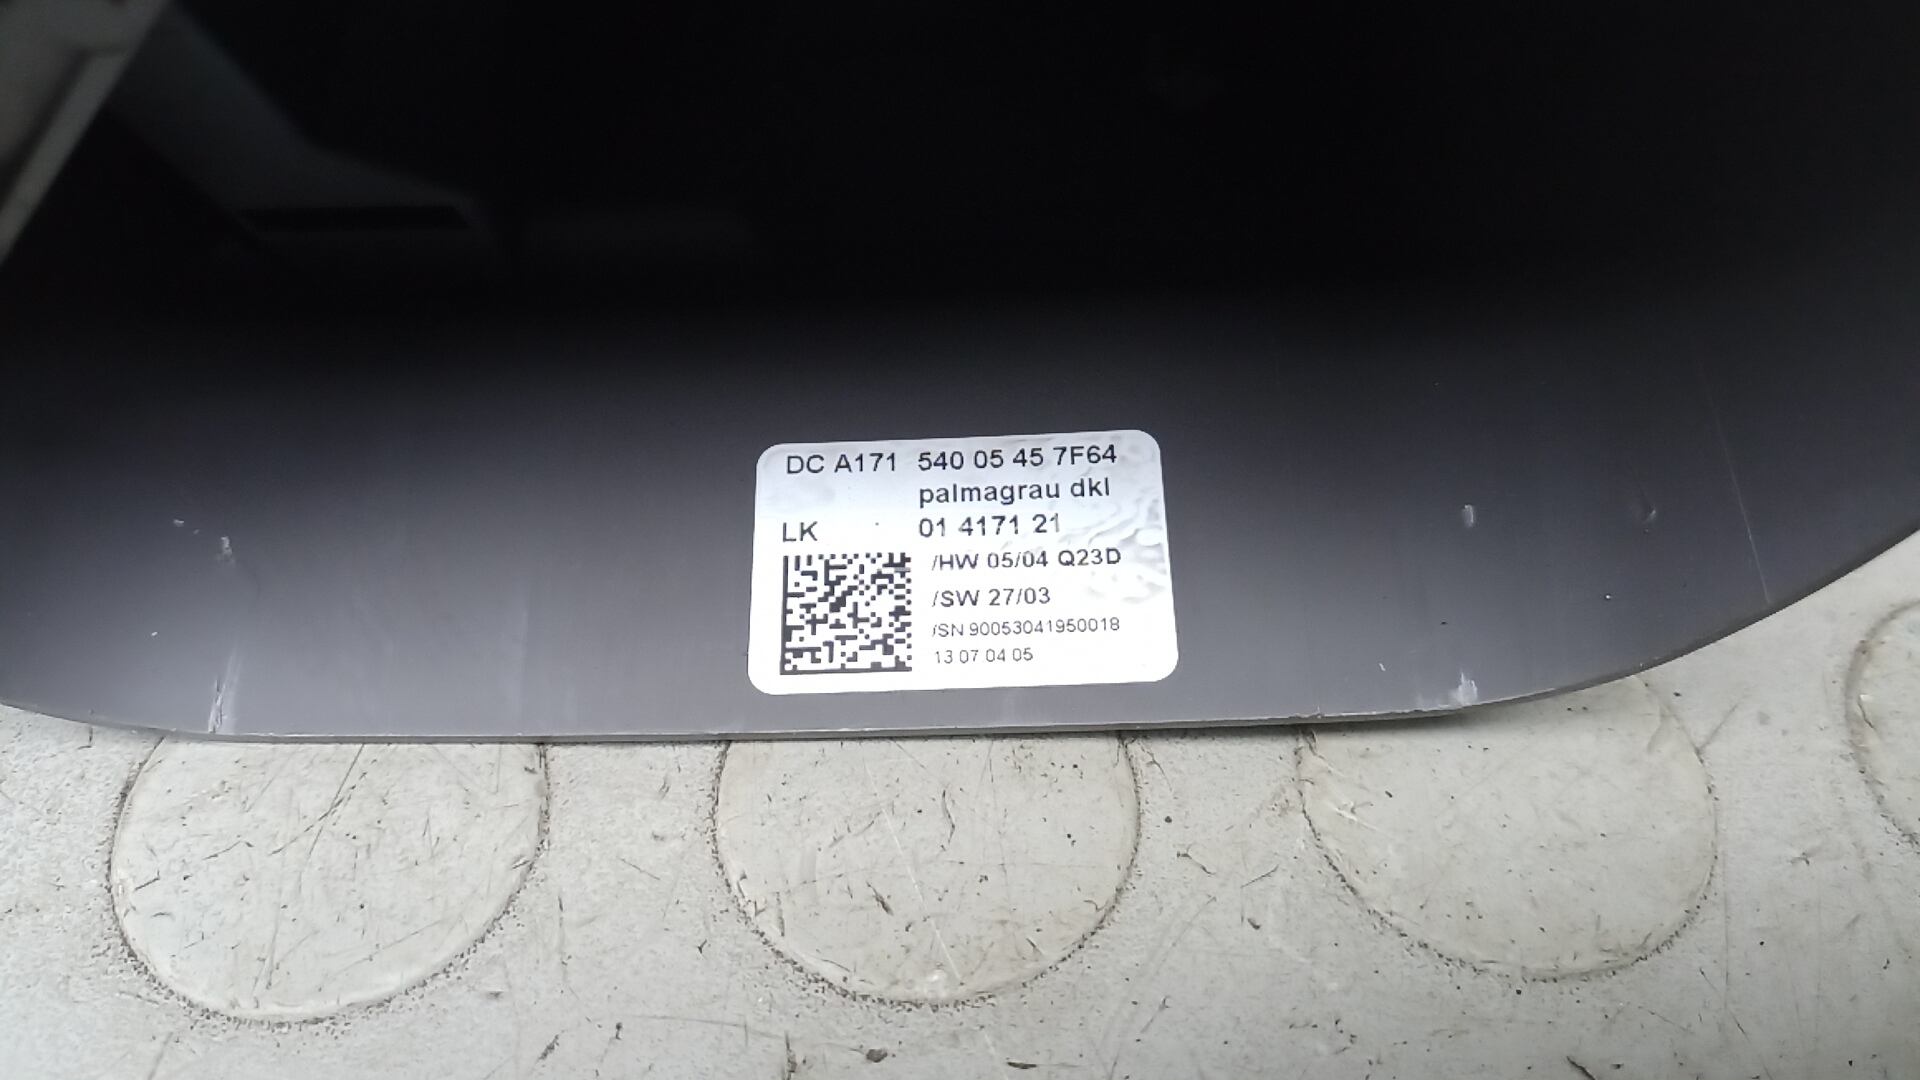 DC A171 540 05 45 7F64
palmagrau dkl
LK 01 4171 21
/HW 05/04 Q23D
/SW 27/03
/SN 90053041950018
13 07 04 05